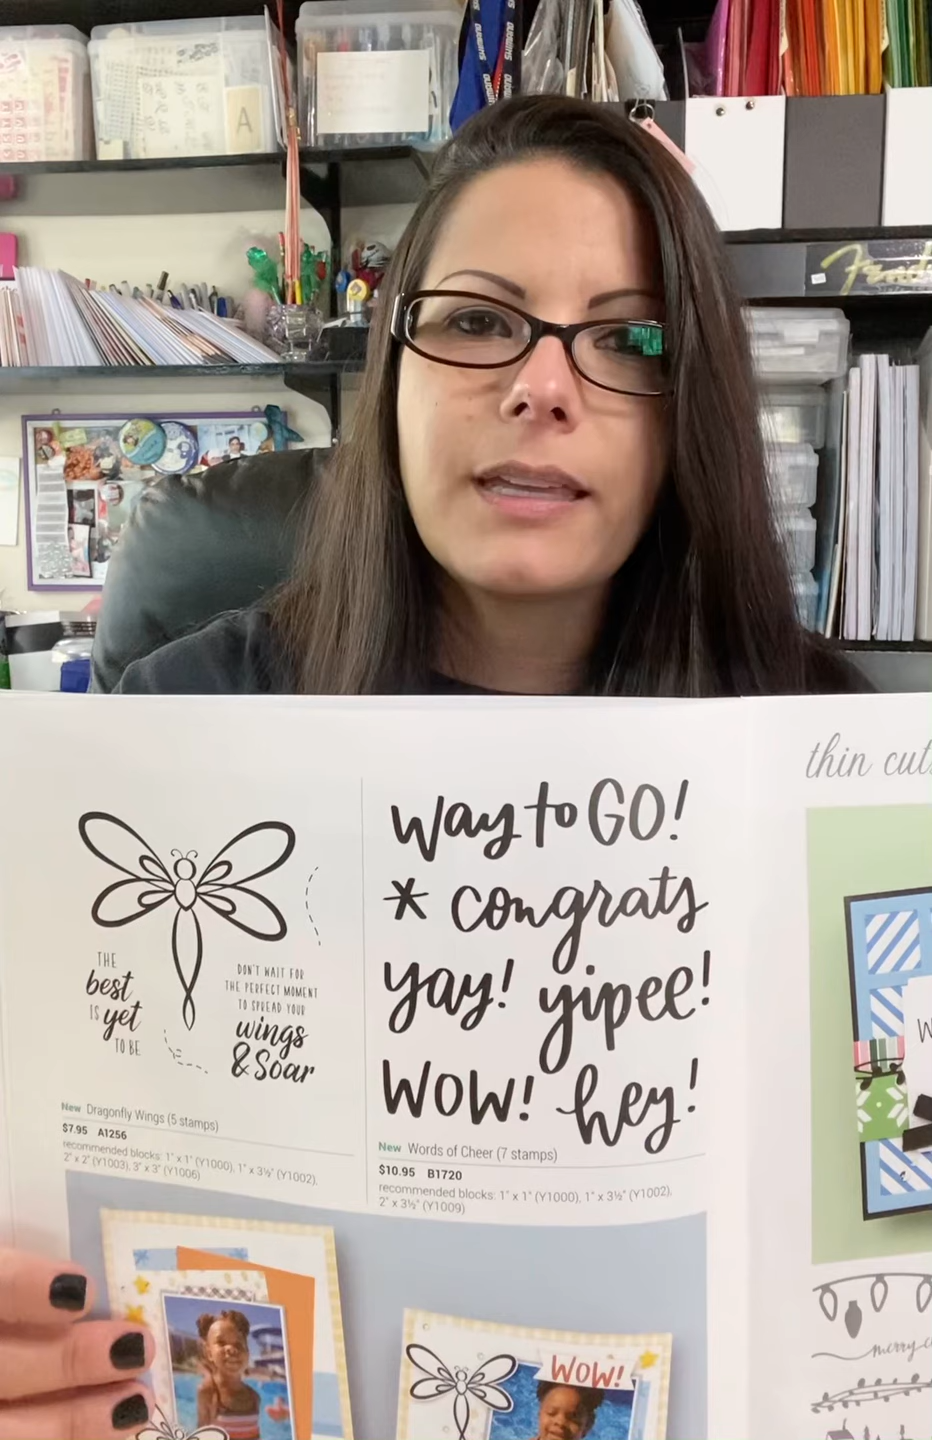 A
Fender
thin cuts
THE
best
IS yet
TO BE
DON'T WAIT FOR
THE PERFECT MOMENT
TO SPREAD YOUR
wings
& Soar
New Dragonfly Wings (5 stamps)
$7.95 A1256
recommended blocks: 1" x 1" (Y1000), 1" x 3½" (Y1002),
2" x 2" (Y1003), 3" x 3" (Y1006)
way to GO!
* congrats
yay! yipee!
WOW! hey!
New Words of Cheer (7 stamps)
$10.95 B1720
recommended blocks: 1" x 1" (Y1000), 1" x 3½" (Y1002),
2" x 3½" (Y1009)
WOW!
merry